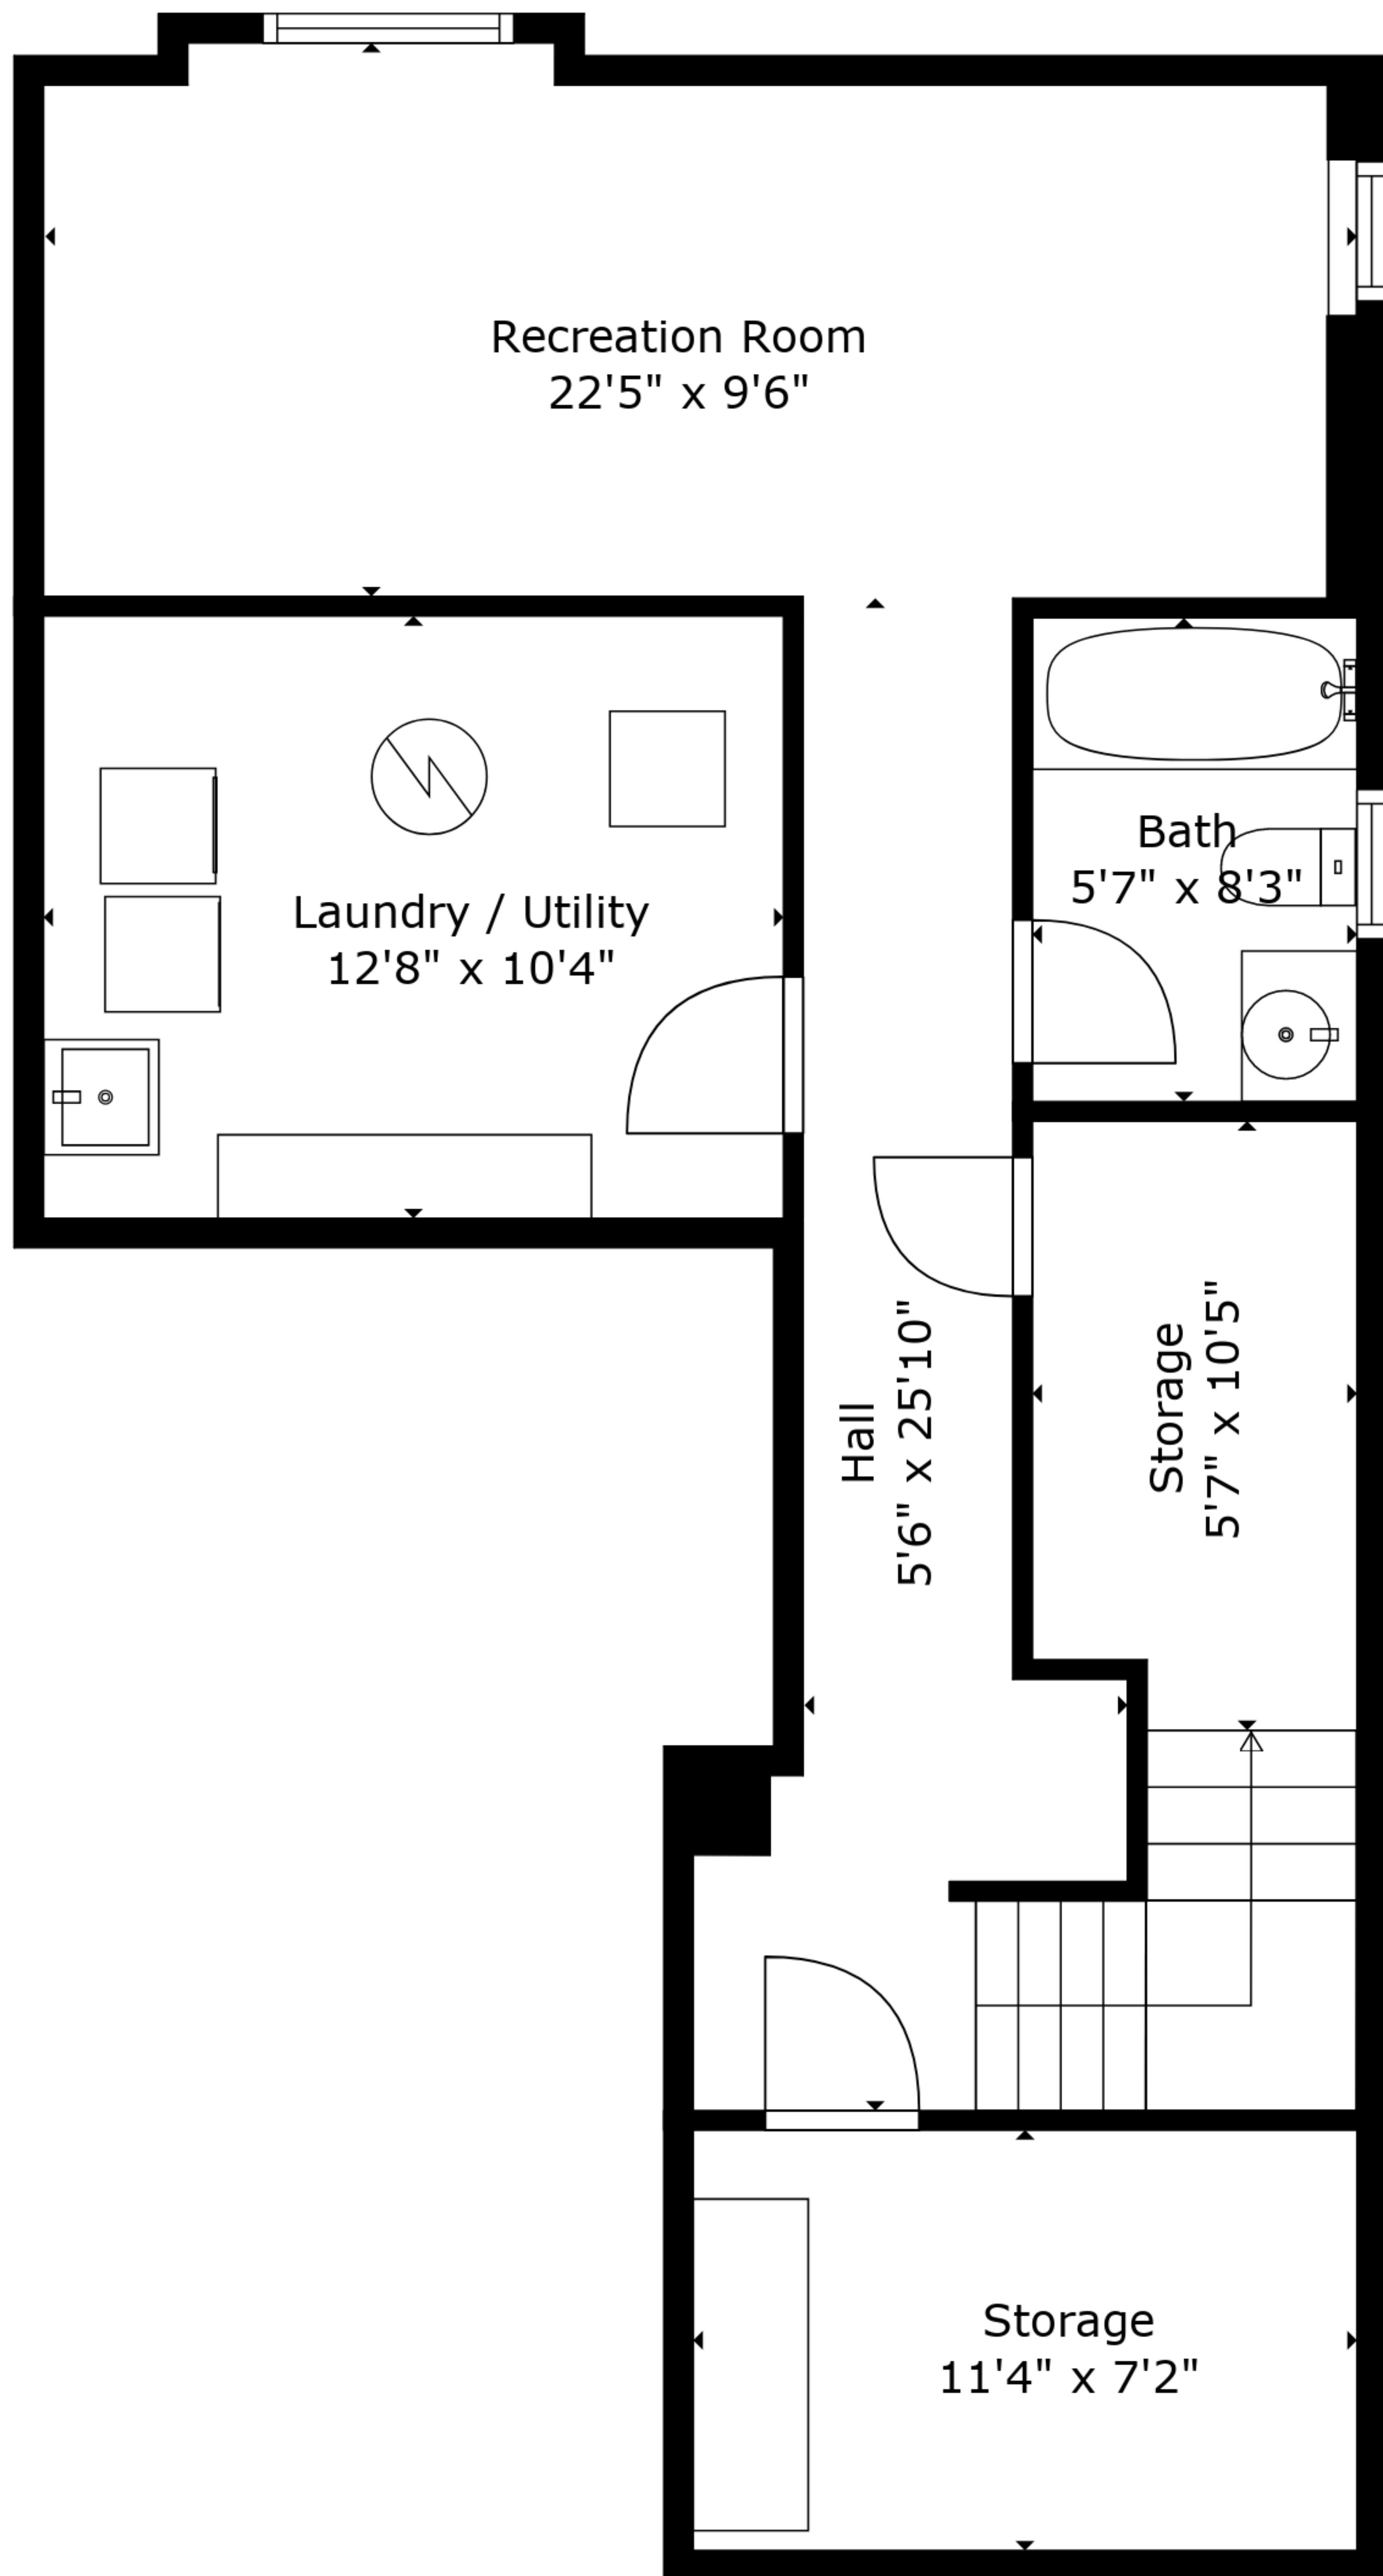 Recreation Room
22'5" x 9'6"
Bath
5'7" x 8'3"
Laundry / Utility
12'8" x 10'4"
Hall
5'6" x 25'10"
Storage
5'7" x 10'5"
Storage
11'4" x 7'2"